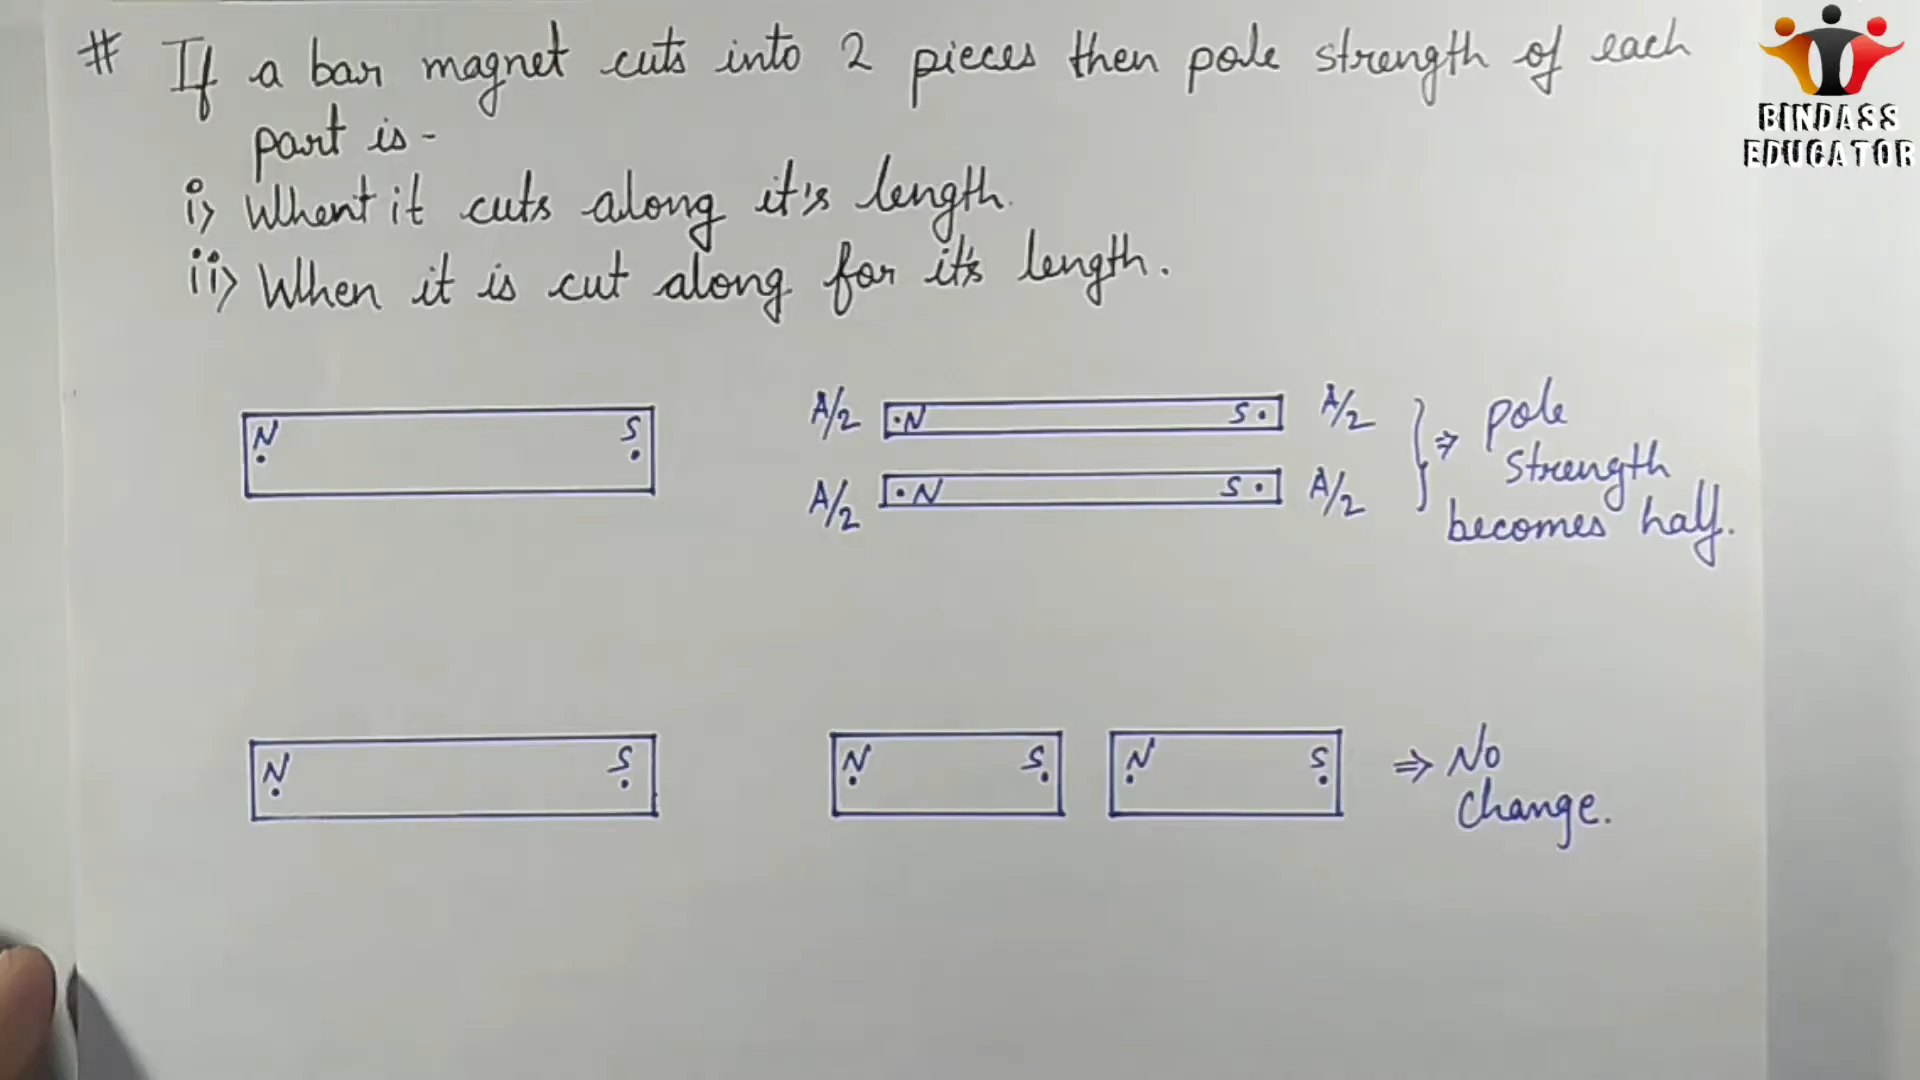 # If a bar magnet cuts into 2 pieces then pole strength of each
part is -
i) Whent it cuts along it's length.
ii) When it is cut along for it's length.
N S
A/2 .N S. A/2
A/2 .N S. A/2
⇒ pole
strength
becomes half.
N S
N S N S ⇒ No
change.
BINDASS
EDUCATOR